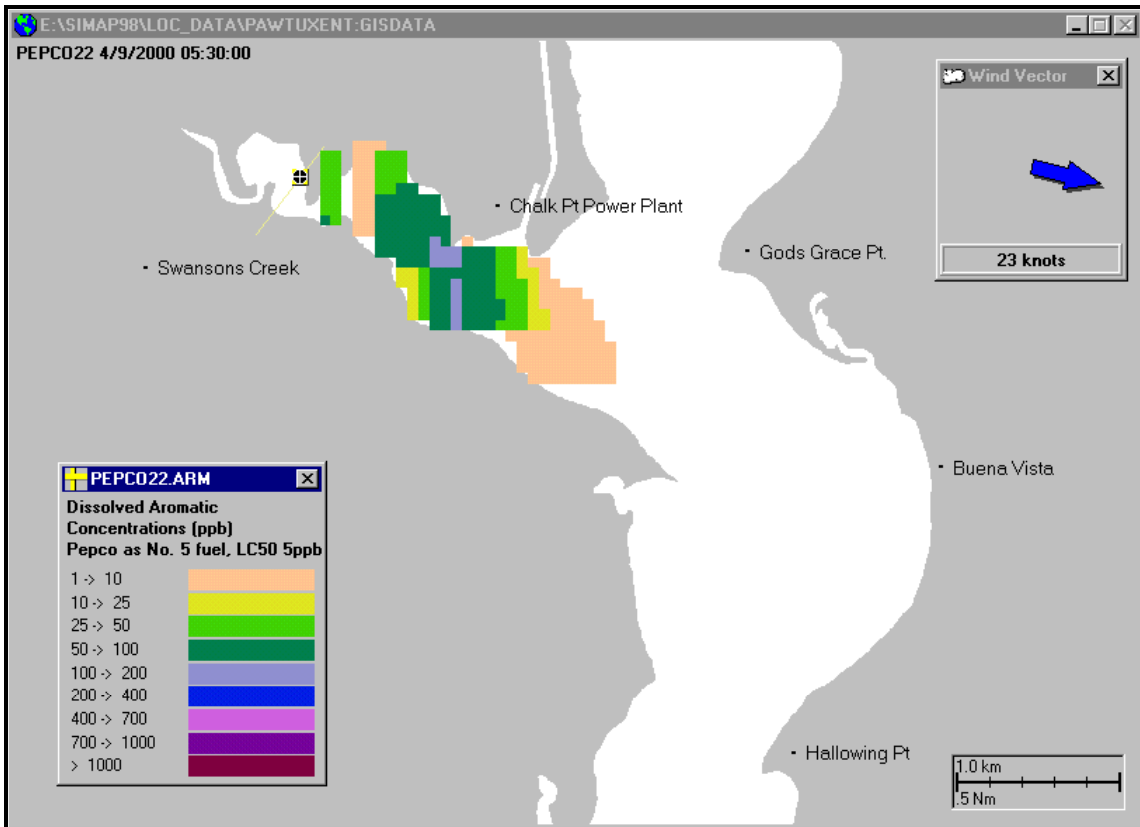 E:\SIMAP98\LOC_DATA\PAWTUXENT:GISDATA
PEPCO22 4/9/2000 05:30:00
Wind Vector
23 knots
Chalk Pt Power Plant
Gods Grace Pt.
Swansons Creek
Buena Vista
Hallowing Pt
PEPCO22.ARM
Dissolved Aromatic
Concentrations (ppb)
Pepco as No. 5 fuel, LC50 5ppb
1 -> 10
10 -> 25
25 -> 50
50 -> 100
100 -> 200
200 -> 400
400 -> 700
700 -> 1000
> 1000
1.0 km
.5 Nm